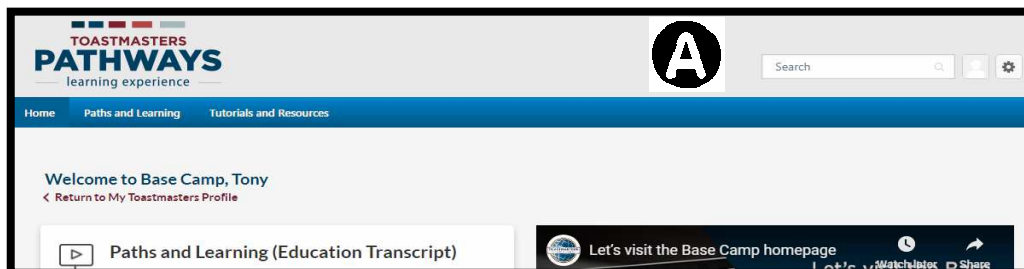 TOASTMASTERS
PATHWAYS
learning experience
A
Search
Home Paths and Learning Tutorials and Resources
Welcome to Base Camp, Tony
< Return to My Toastmasters Profile
Paths and Learning (Education Transcript)
Let's visit the Base Camp homepage
Watch later Share